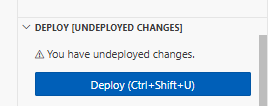 DEPLOY [UNDEPLOYED CHANGES]
You have undeployed changes.
Deploy (Ctrl+Shift+U)